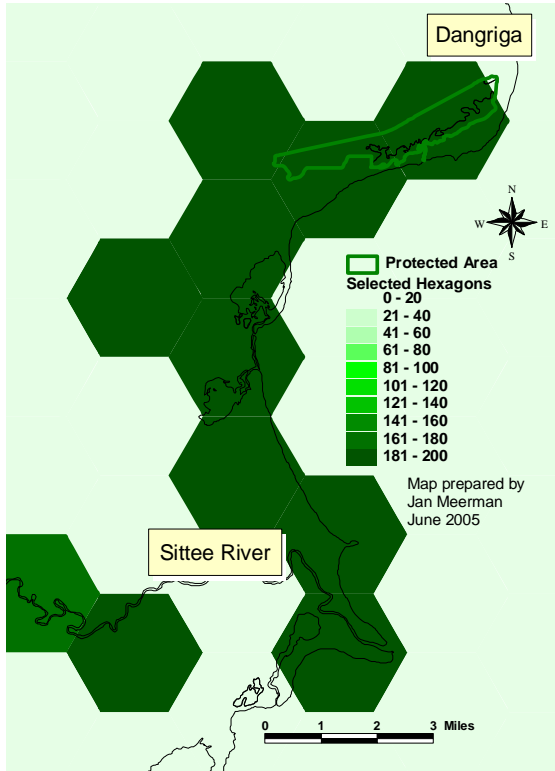 Dangriga
N
W E
S
Protected Area
Selected Hexagons
0 - 20
21 - 40
41 - 60
61 - 80
81 - 100
101 - 120
121 - 140
141 - 160
161 - 180
181 - 200
Map prepared by
Jan Meerman
June 2005
Sittee River
0 1 2 3 Miles